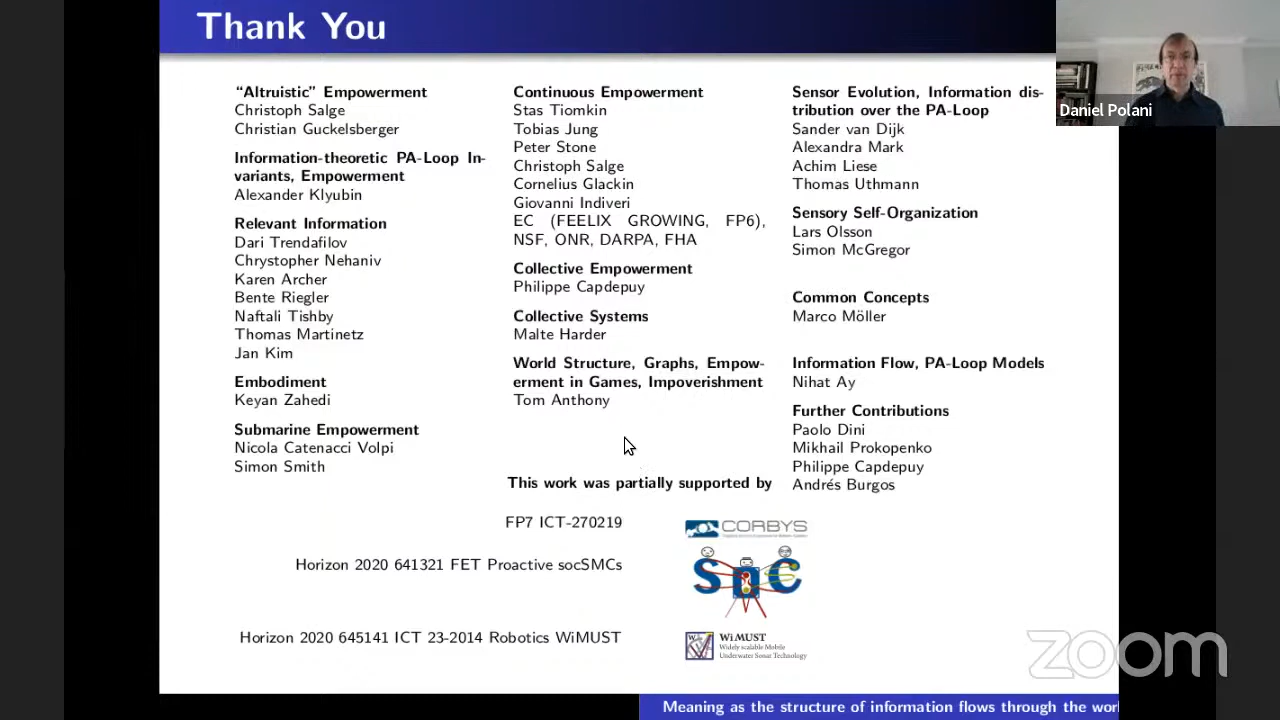 Thank You
Daniel Polani
“Altruistic” Empowerment
Christoph Salge
Christian Guckelsberger
Information-theoretic PA-Loop In-
variants, Empowerment
Alexander Klyubin
Relevant Information
Dari Trendafilov
Chrystopher Nehaniv
Karen Archer
Bente Riegler
Naftali Tishby
Thomas Martinetz
Jan Kim
Embodiment
Keyan Zahedi
Submarine Empowerment
Nicola Catenacci Volpi
Simon Smith
Continuous Empowerment
Stas Tiomkin
Tobias Jung
Peter Stone
Christoph Salge
Cornelius Glackin
Giovanni Indiveri
EC (FEELIX GROWING, FP6),
NSF, ONR, DARPA, FHA
Collective Empowerment
Philippe Capdepuy
Collective Systems
Malte Harder
World Structure, Graphs, Empow-
erment in Games, Impoverishment
Tom Anthony
Sensor Evolution, Information dis-
tribution over the PA-Loop
Sander van Dijk
Alexandra Mark
Achim Liese
Thomas Uthmann
Sensory Self-Organization
Lars Olsson
Simon McGregor
Common Concepts
Marco Möller
Information Flow, PA-Loop Models
Nihat Ay
Further Contributions
Paolo Dini
Mikhail Prokopenko
Philippe Capdepuy
Andrés Burgos
This work was partially supported by
FP7 ICT-270219
CORBYS
Horizon 2020 641321 FET Proactive socSMCs
SmC
Horizon 2020 645141 ICT 23-2014 Robotics WiMUST
WiMUST
Widely scalable Mobile
Underwater Sonar Technology
zoom
Meaning as the structure of information flows through the wor